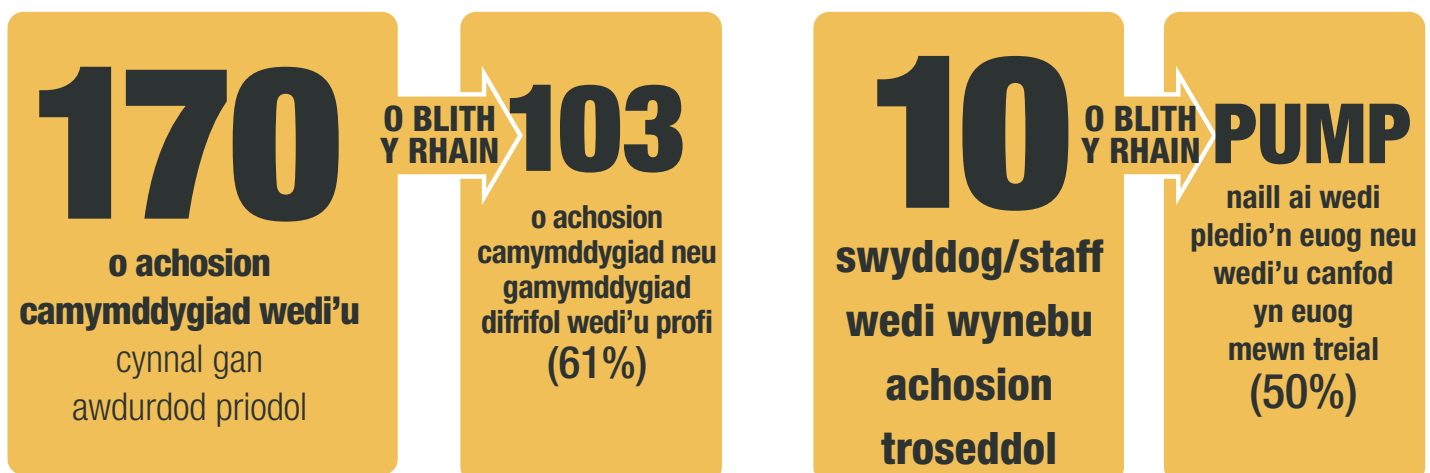 170
o achosion
camymddygiad wedi'u
cynnal gan
awdurdod priodol
O BLITH
Y RHAIN
103
o achosion
camymddygiad neu
gamymddygiad
difrifol wedi'u profi
(61%)
10
swyddog/staff
wedi wynebu
achosion
troseddol
O BLITH
Y RHAIN
PUMP
naill ai wedi
pledio'n euog neu
wedi'u canfod
yn euog
mewn treial
(50%)